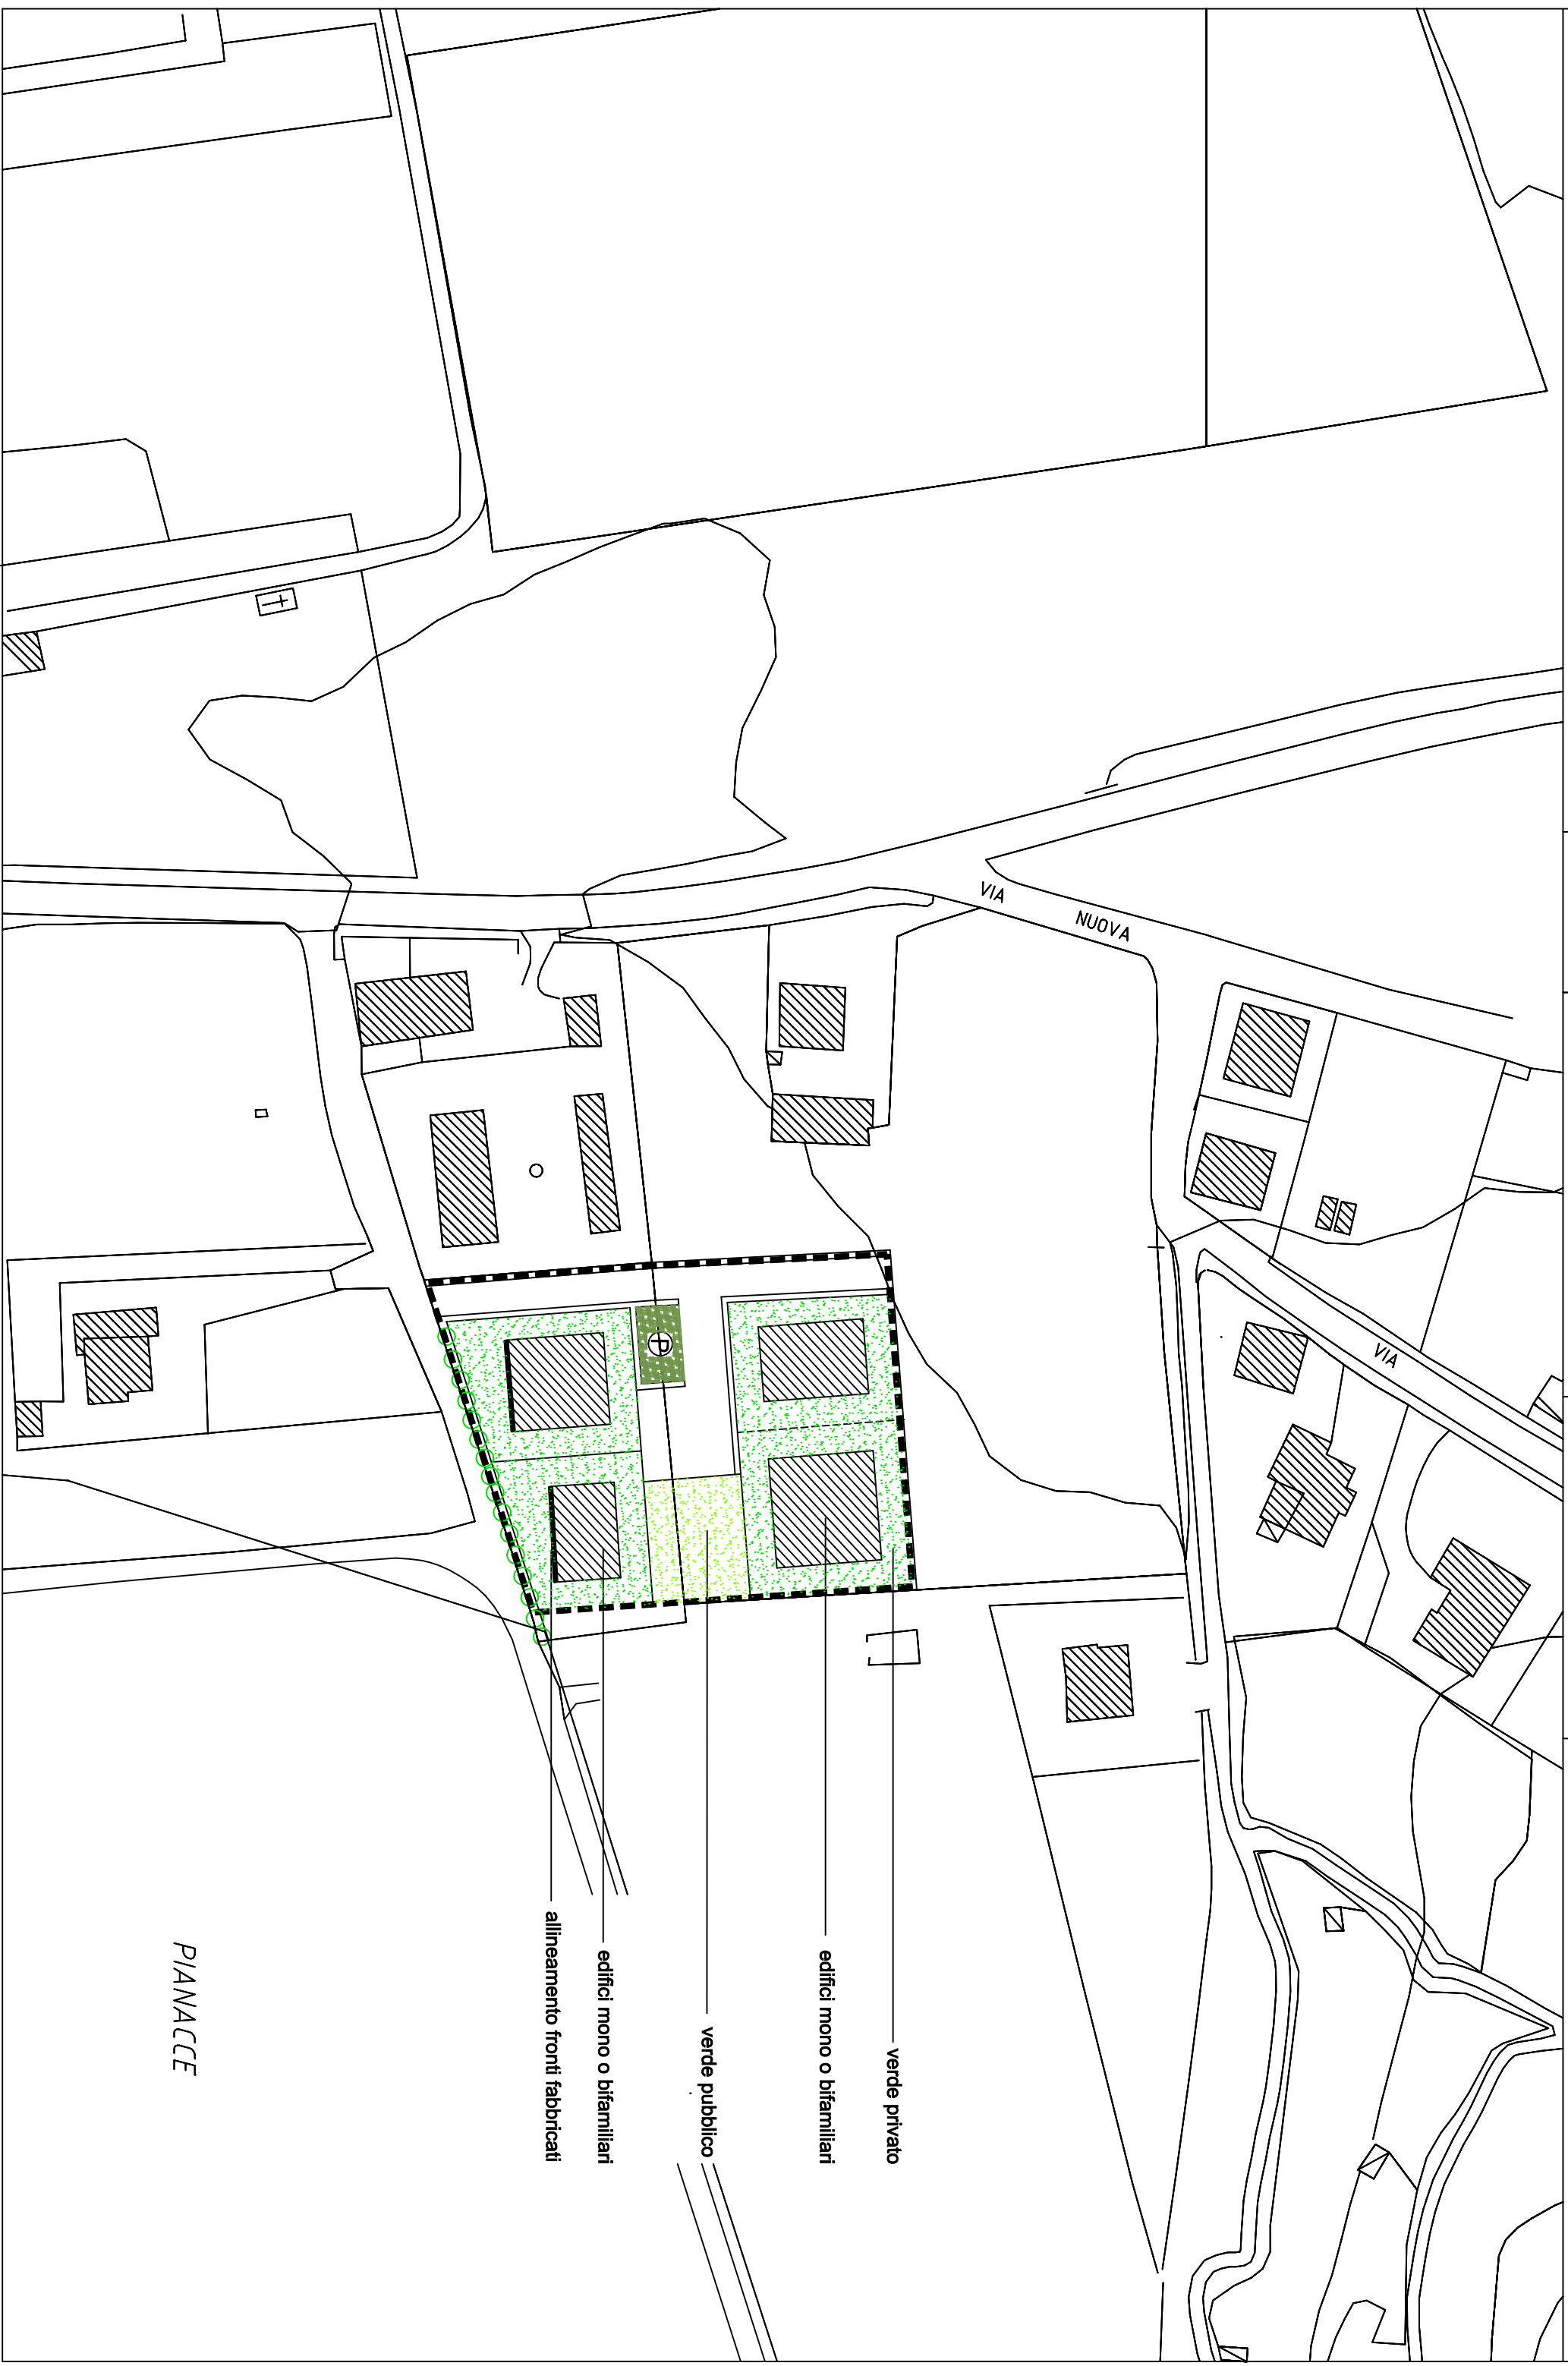 VIA
NUOVA
VIA
P
verde privato
edifici mono o bifamiliari
verde pubblico
edifici mono o bifamiliari
allineamento fronti fabbricati
PIANACCE